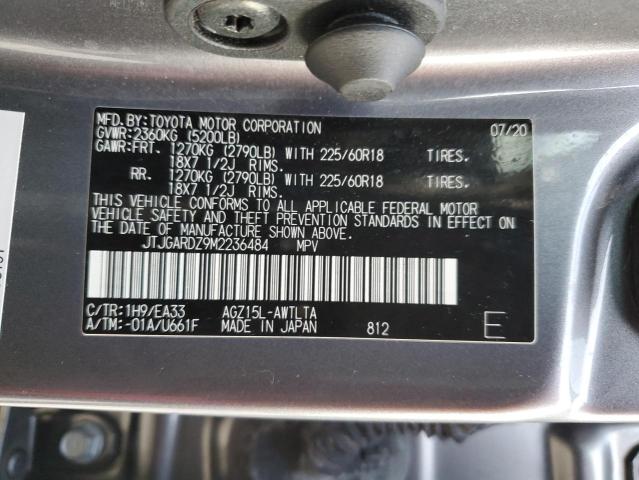 MFD.BY:TOYOTA MOTOR CORPORATION 07/20
GVWR:2360KG (5200LB)
GAWR:FRT. 1270KG (2790LB) WITH 225/60R18 TIRES.
18X7 1/2J RIMS.
RR. 1270KG (2790LB) WITH 225/60R18 TIRES.
18X7 1/2J RIMS.
THIS VEHICLE CONFORMS TO ALL APPLICABLE FEDERAL MOTOR
VEHICLE SAFETY AND THEFT PREVENTION STANDARDS IN EFFECT ON
THE DATE OF MANUFACTURE SHOWN ABOVE.
JTJGARDZ9M2236484 MPV
C/TR:1H9/EA33 AGZ15L-AWTLTA
A/TM:-01A/U661F MADE IN JAPAN 812 E